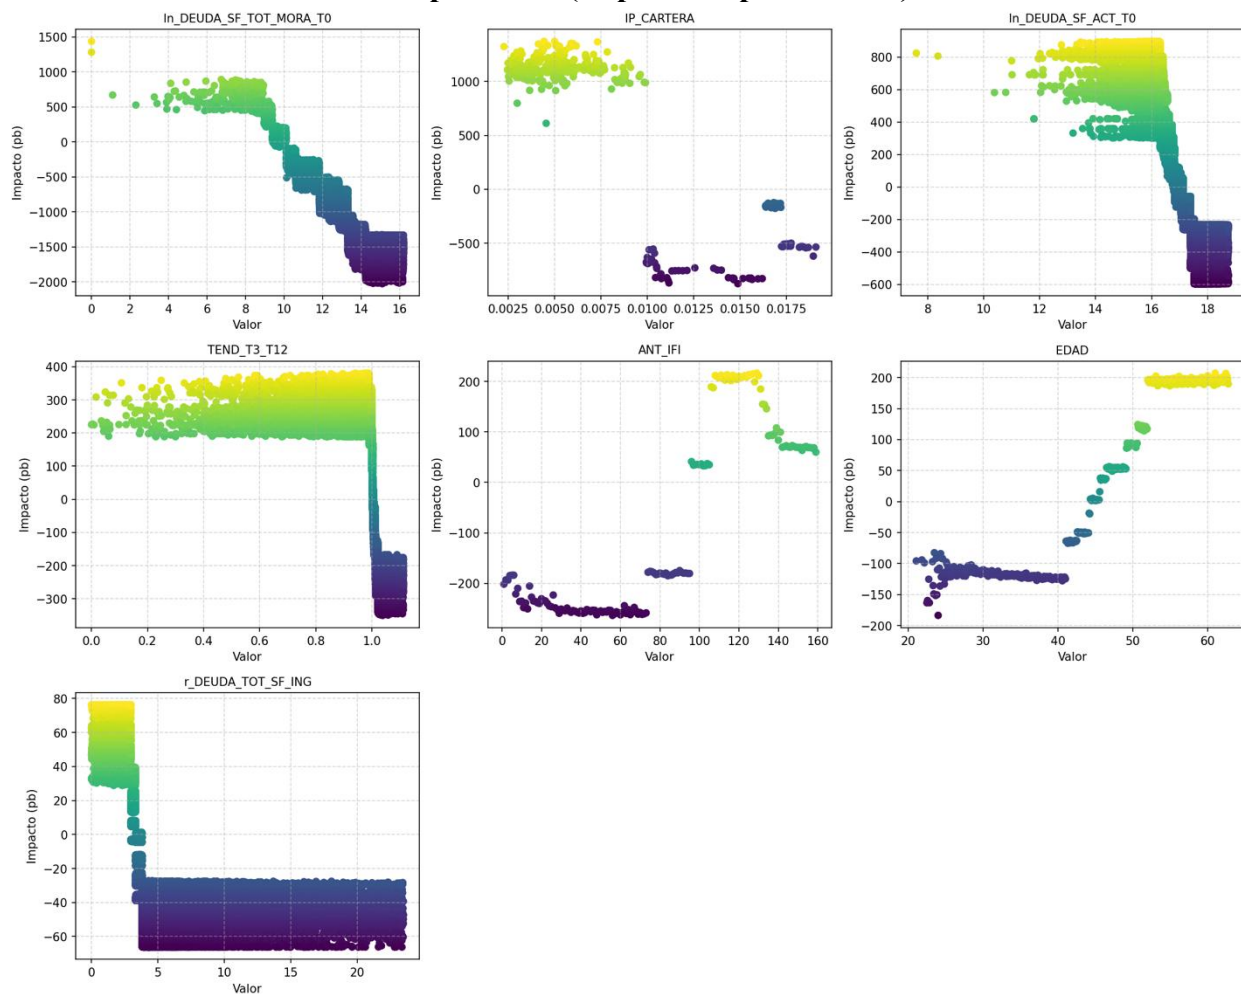 ln_DEUDA_SF_TOT_MORA_T0
1500
1000
500
0
−500
−1000
−1500
−2000
Impacto (pb)
0 2 4 6 8 10 12 14 16
Valor
IP_CARTERA
1000
500
0
−500
Impacto (pb)
0.0025 0.0050 0.0075 0.0100 0.0125 0.0150 0.0175
Valor
ln_DEUDA_SF_ACT_T0
800
600
400
200
0
−200
−400
−600
Impacto (pb)
8 10 12 14 16 18
Valor
TEND_T3_T12
400
300
200
100
0
−100
−200
−300
Impacto (pb)
0.0 0.2 0.4 0.6 0.8 1.0
Valor
ANT_IFI
200
100
0
−100
−200
Impacto (pb)
0 20 40 60 80 100 120 140 160
Valor
EDAD
200
150
100
50
0
−50
−100
−150
−200
Impacto (pb)
20 30 40 50 60
Valor
r_DEUDA_TOT_SF_ING
80
60
40
20
0
−20
−40
−60
Impacto (pb)
0 5 10 15 20
Valor